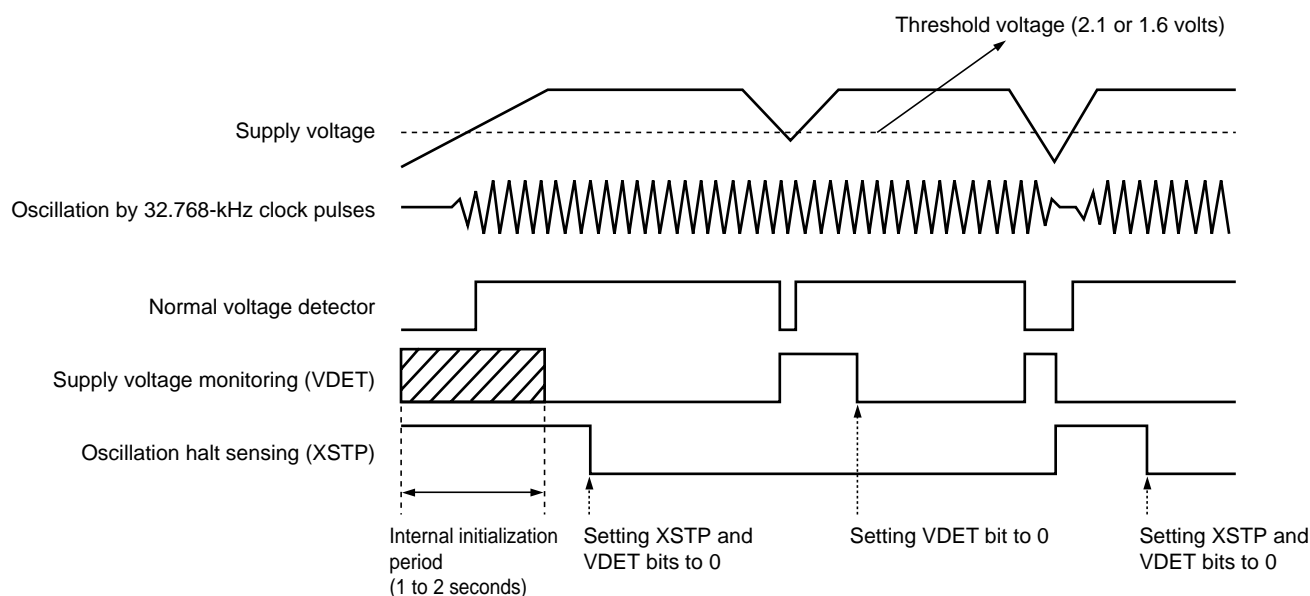 Threshold voltage (2.1 or 1.6 volts)
Supply voltage
Oscillation by 32.768-kHz clock pulses
Normal voltage detector
Supply voltage monitoring (VDET)
Oscillation halt sensing (XSTP)
Internal initialization
period
(1 to 2 seconds)
Setting XSTP and
VDET bits to 0
Setting VDET bit to 0
Setting XSTP and
VDET bits to 0